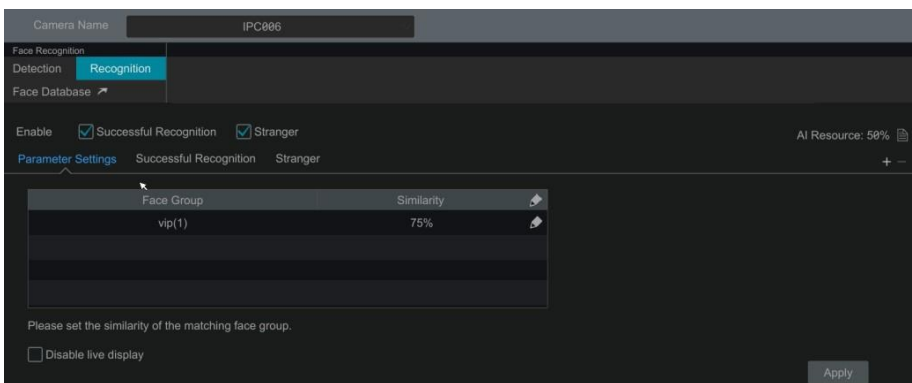 Camera Name IPC006
Face Recognition
Detection Recognition
Face Database
Enable Successful Recognition Stranger AI Resource: 50%
Parameter Settings Successful Recognition Stranger + −
Face Group Similarity
vip(1) 75%
Please set the similarity of the matching face group.
Disable live display
Apply